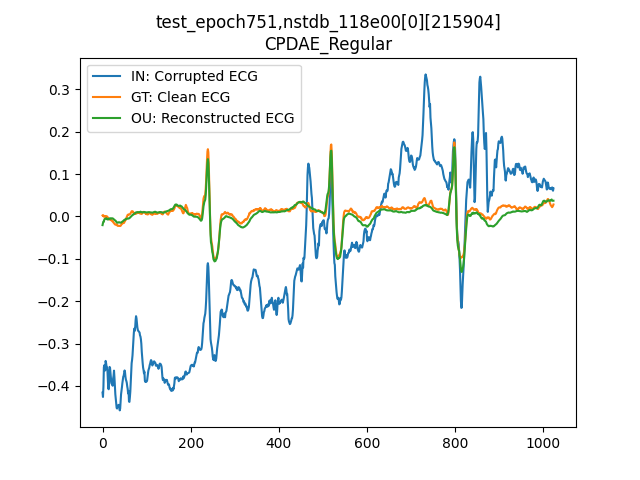 test_epoch751,nstdb_118e00[0][215904]
CPDAE_Regular
IN: Corrupted ECG
GT: Clean ECG
OU: Reconstructed ECG
0.3
0.2
0.1
0.0
−0.1
−0.2
−0.3
−0.4
0 200 400 600 800 1000